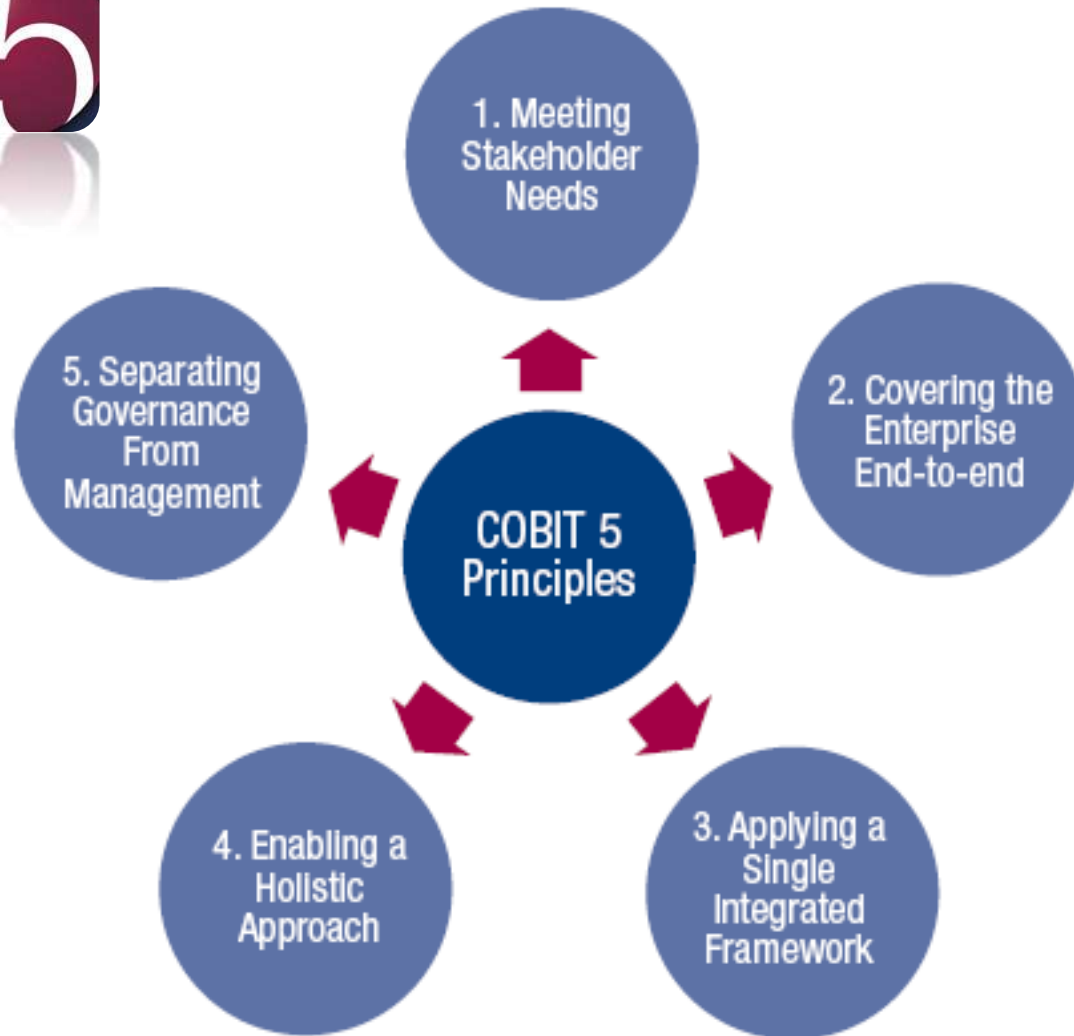 5
1. Meeting
Stakeholder
Needs
2. Covering the
Enterprise
End-to-end
3. Applying a
Single
Integrated
Framework
4. Enabling a
Holistic
Approach
5. Separating
Governance
From
Management
COBIT 5
Principles